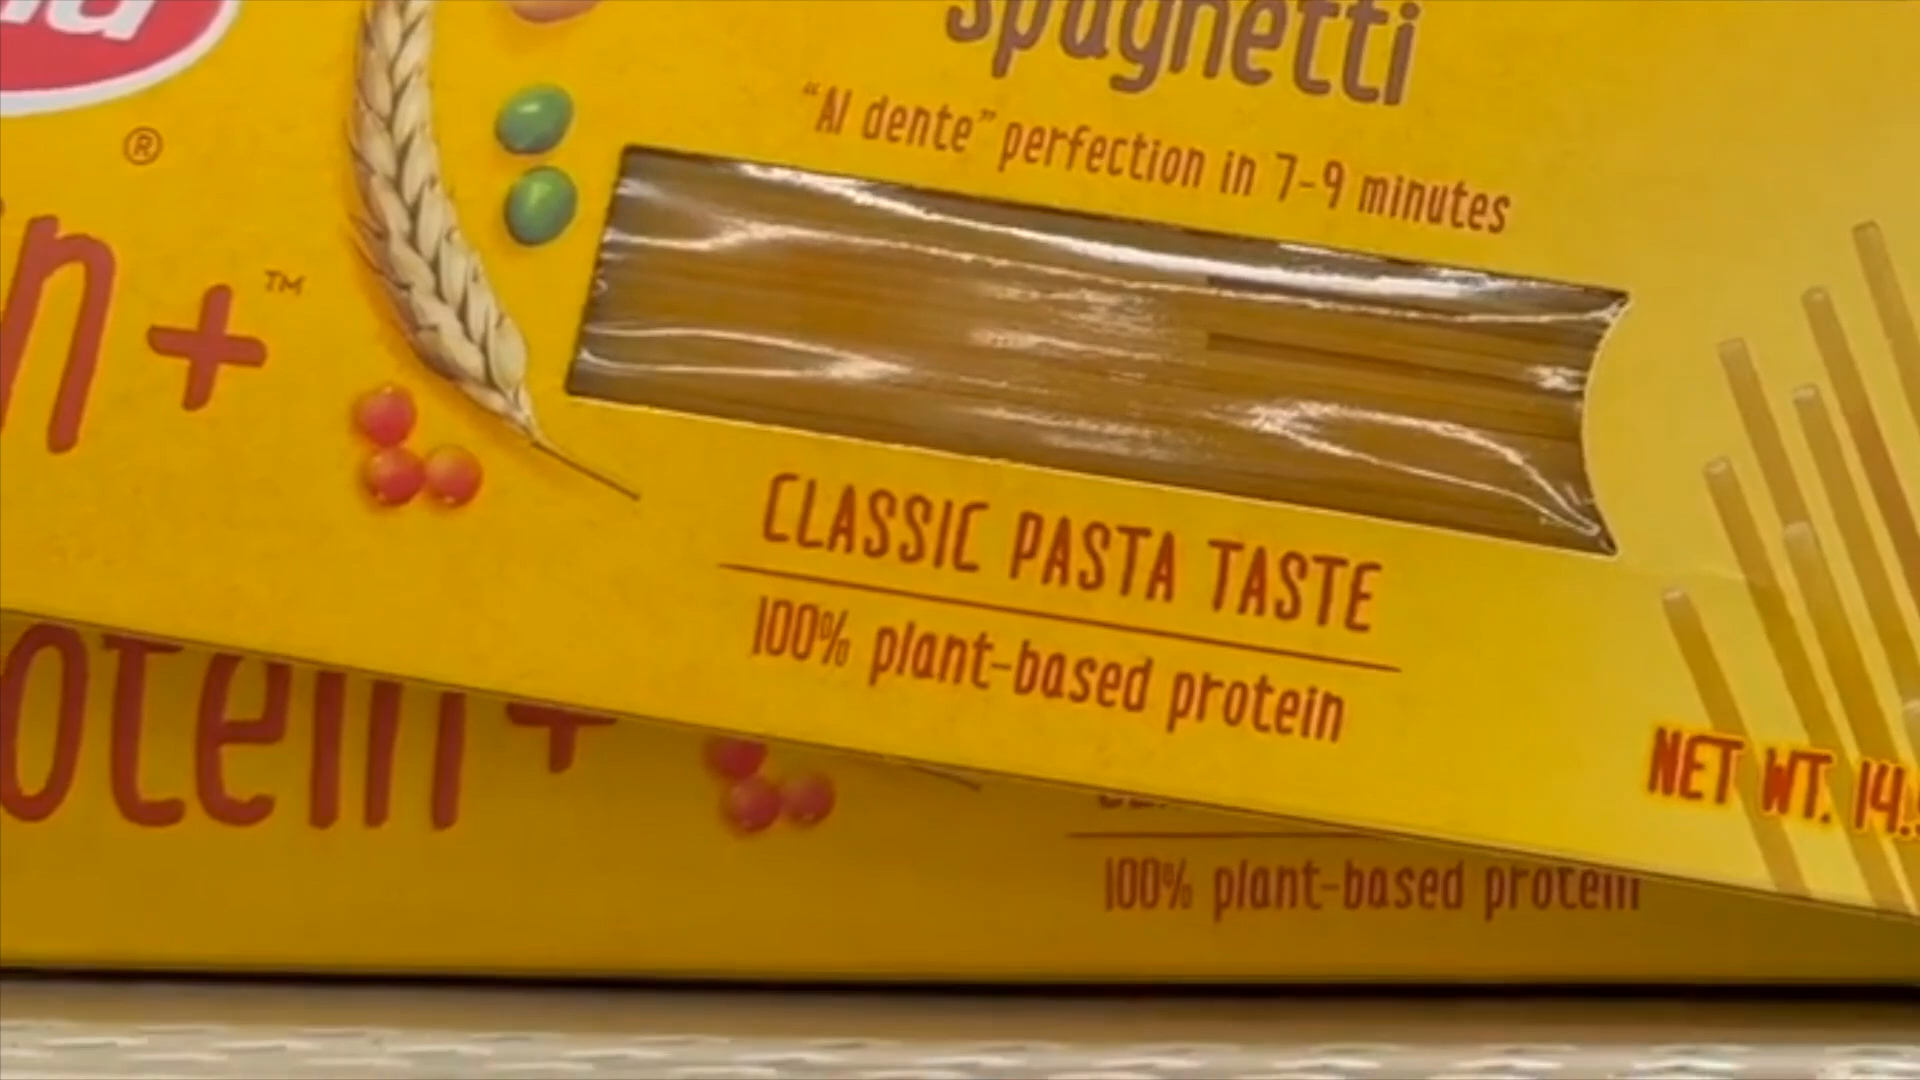 spaghetti
"Al dente" perfection in 7-9 minutes
®
+™
CLASSIC PASTA TASTE
100% plant-based protein
NET WT. 14.
otein+
100% plant-based protein